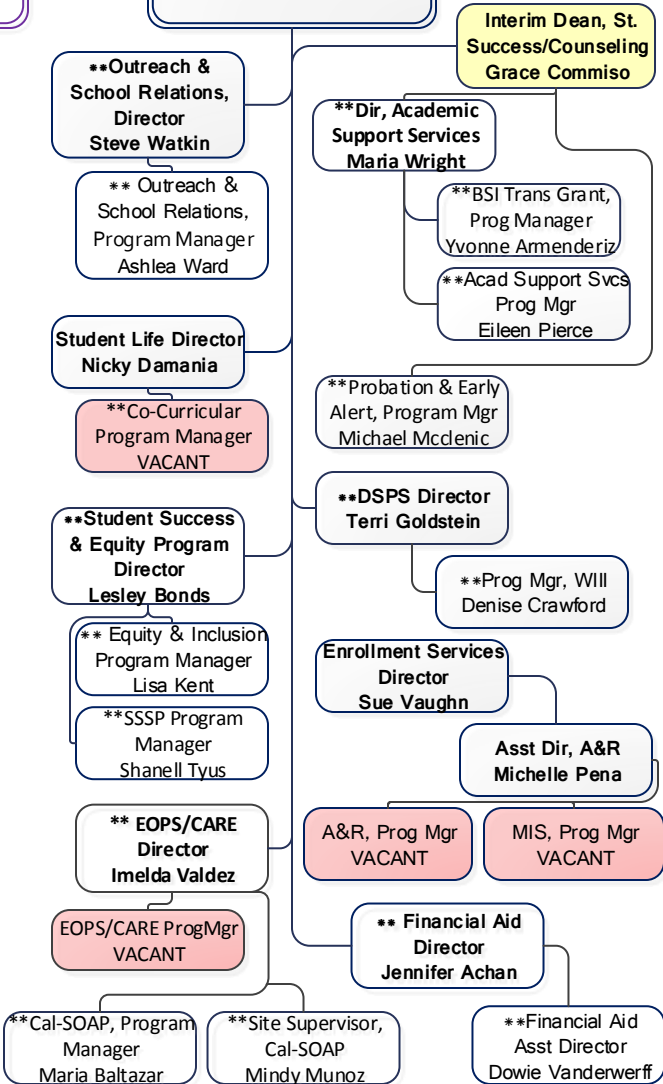 Interim Dean, St.
Success/Counseling
Grace Commiso
**Outreach &
School Relations,
Director
Steve Watkin
** Outreach &
School Relations,
Program Manager
Ashlea Ward
**Dir, Academic
Support Services
Maria Wright
**BSI Trans Grant,
Prog Manager
Yvonne Armenderiz
**Acad Support Svcs
Prog Mgr
Eileen Pierce
Student Life Director
Nicky Damania
**Co-Curricular
Program Manager
VACANT
**Probation & Early
Alert, Program Mgr
Michael Mcclenic
**Student Success
& Equity Program
Director
Lesley Bonds
** Equity & Inclusion
Program Manager
Lisa Kent
**SSSP Program
Manager
Shanell Tyus
**DSPS Director
Terri Goldstein
**Prog Mgr, WIll
Denise Crawford
Enrollment Services
Director
Sue Vaughn
Asst Dir, A&R
Michelle Pena
A&R, Prog Mgr
VACANT
MIS, Prog Mgr
VACANT
** EOPS/CARE
Director
Imelda Valdez
EOPS/CARE ProgMgr
VACANT
**Cal-SOAP, Program
Manager
Maria Baltazar
**Site Supervisor,
Cal-SOAP
Mindy Munoz
** Financial Aid
Director
Jennifer Achan
**Financial Aid
Asst Director
Dowie Vanderwerff